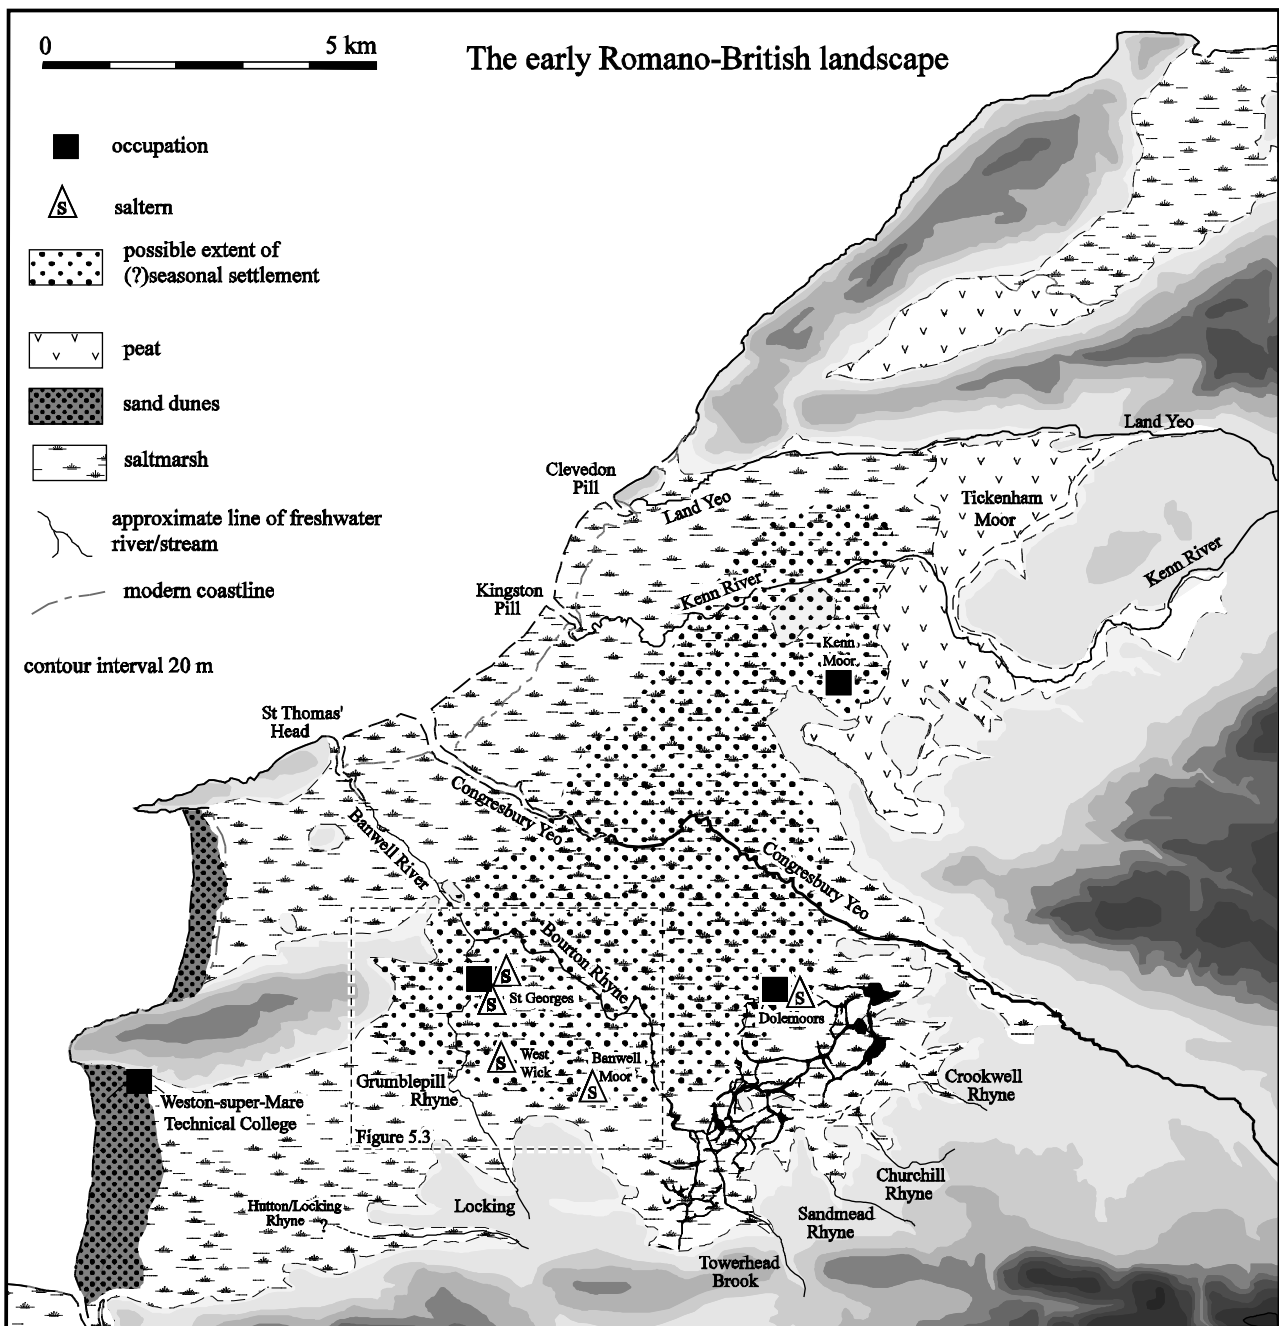 The early Romano-British landscape
0 5 km
occupation
S saltern
possible extent of
(?)seasonal settlement
peat
sand dunes
saltmarsh
approximate line of freshwater
river/stream
modern coastline
contour interval 20 m
Land Yeo
Clevedon
Pill
Land Yeo
Tickenham
Moor
Kenn River
Kingston
Pill
Kenn River
Kenn
Moor
St Thomas'
Head
Congresbury Yeo
Banwell River
Congresbury Yeo
Bourton Rhyne
S
S
St Georges
S
Dolemoors
S
West
Wick
Banwell
Moor
S
Grumblepill
Rhyne
Crookwell
Rhyne
Weston-super-Mare
Technical College
Figure 5.3
Churchill
Rhyne
Hutton/Locking
Rhyne
?
Locking
Sandmead
Rhyne
Towerhead
Brook